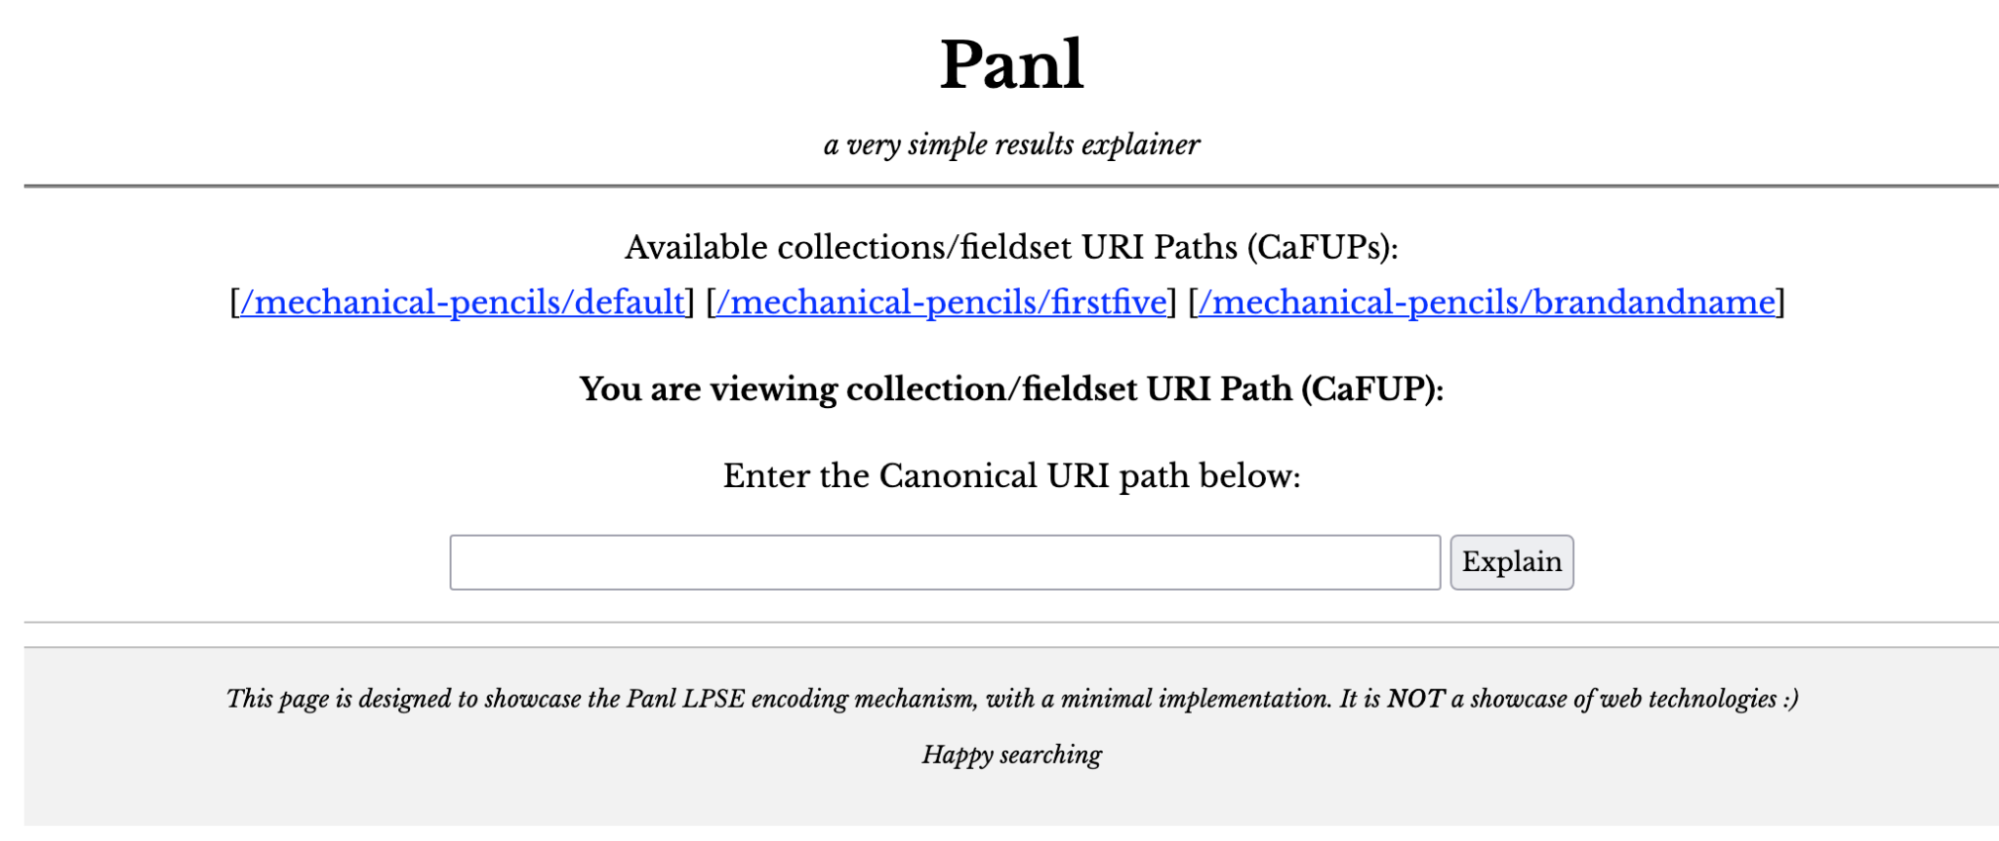 Panl
a very simple results explainer
Available collections/fieldset URI Paths (CaFUPs):
[/mechanical-pencils/default] [/mechanical-pencils/firstfive] [/mechanical-pencils/brandandname]
You are viewing collection/fieldset URI Path (CaFUP):
Enter the Canonical URI path below:
Explain
This page is designed to showcase the Panl LPSE encoding mechanism, with a minimal implementation. It is NOT a showcase of web technologies :)
Happy searching